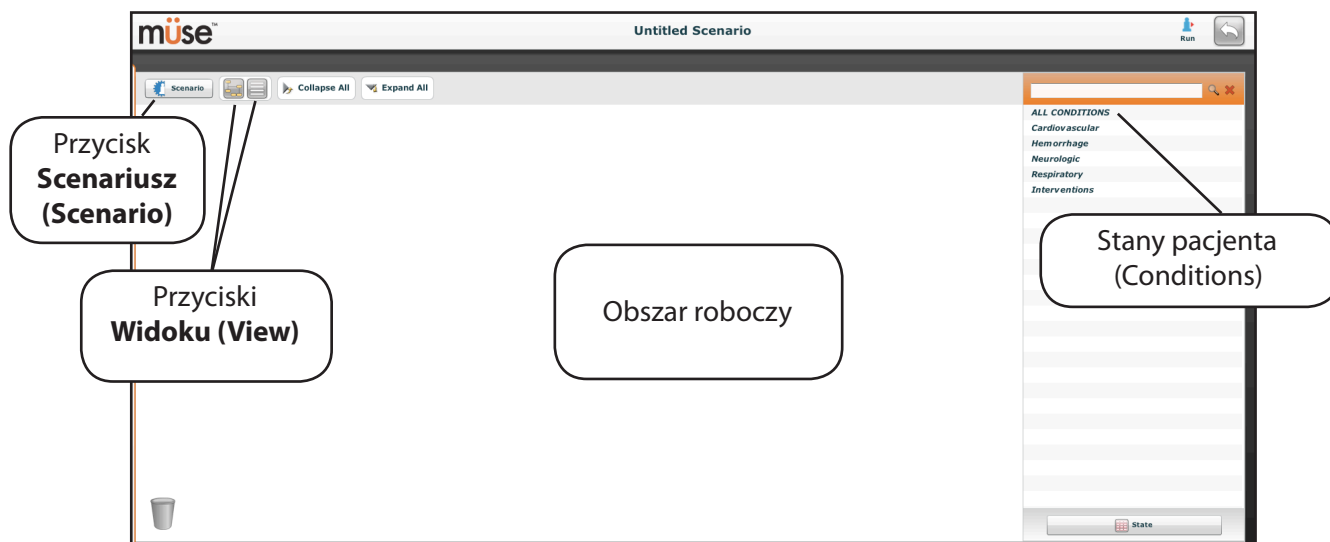 müse™
Untitled Scenario
Run
Scenario
Collapse All
Expand All
Przycisk
Scenariusz
(Scenario)
Przyciski
Widoku (View)
Obszar roboczy
ALL CONDITIONS
Cardiovascular
Hemorrhage
Neurologic
Respiratory
Interventions
Stany pacjenta
(Conditions)
State